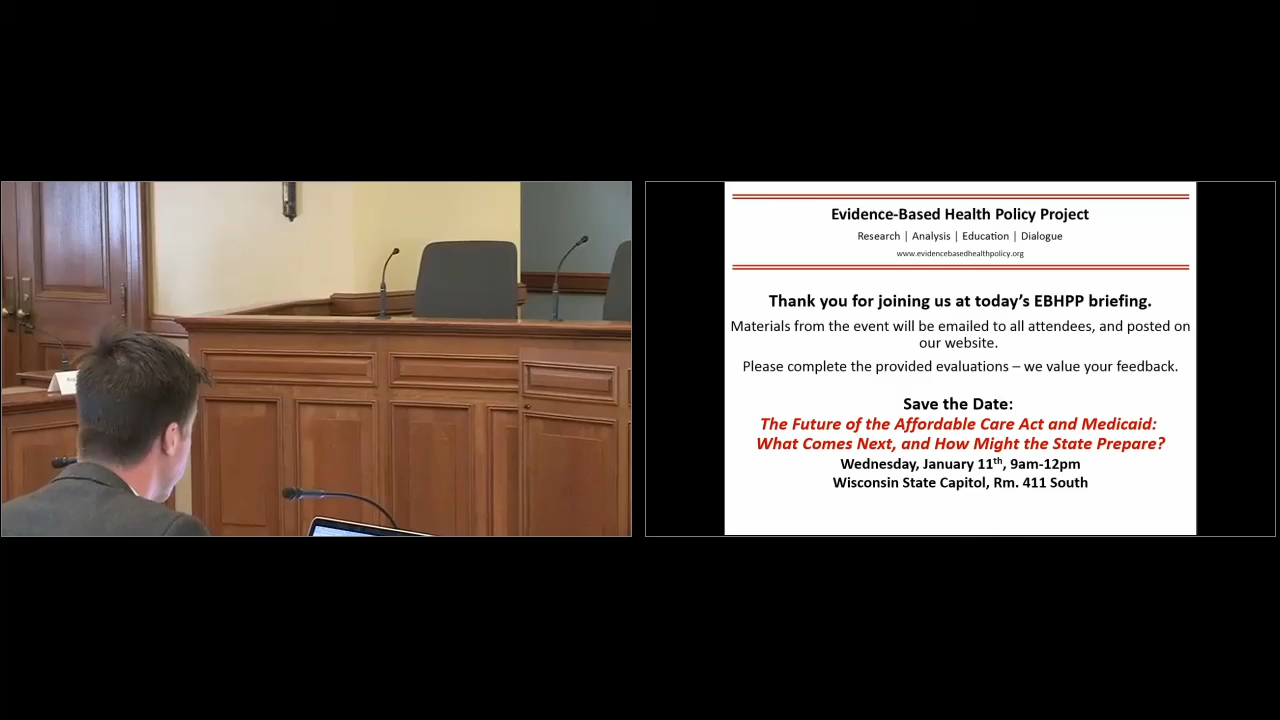 Evidence-Based Health Policy Project
Research | Analysis | Education | Dialogue
www.evidencebasedhealthpolicy.org
Thank you for joining us at today’s EBHPP briefing.
Materials from the event will be emailed to all attendees, and posted on
our website.
Please complete the provided evaluations – we value your feedback.
Save the Date:
The Future of the Affordable Care Act and Medicaid:
What Comes Next, and How Might the State Prepare?
Wednesday, January 11th, 9am-12pm
Wisconsin State Capitol, Rm. 411 South